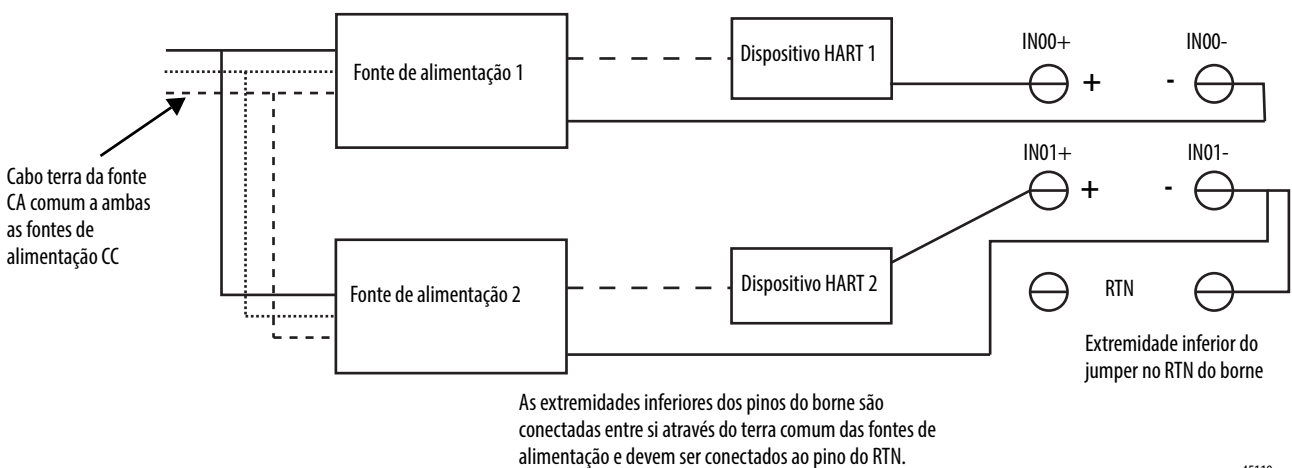 Fonte de alimentação 1
Dispositivo HART 1
IN00+
IN00-
+
-
Cabo terra da fonte
CA comum a ambas
as fontes de
alimentação CC
IN01+
IN01-
+
-
Fonte de alimentação 2
Dispositivo HART 2
RTN
Extremidade inferior do
jumper no RTN do borne
As extremidades inferiores dos pinos do borne são
conectadas entre si através do terra comum das fontes de
alimentação e devem ser conectados ao pino do RTN.